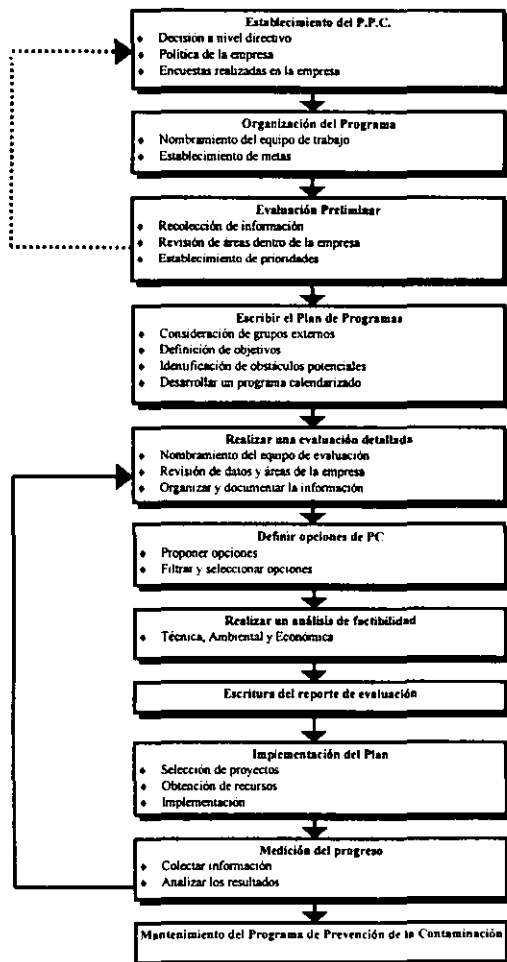 Establecimiento del P.P.C.
♦ Decisión a nivel directivo
♦ Política de la empresa
♦ Encuestas realizadas en la empresa
Organización del Programa
♦ Nombramiento del equipo de trabajo
♦ Establecimiento de metas
Evaluación Preliminar
♦ Recolección de información
♦ Revisión de áreas dentro de la empresa
♦ Establecimiento de prioridades
Escribir el Plan de Programas
♦ Consideración de grupos externos
♦ Definición de objetivos
♦ Identificación de obstáculos potenciales
♦ Desarrollar un programa calendarizado
Realizar una evaluación detallada
♦ Nombramiento del equipo de evaluación
♦ Revisión de datos y áreas de la empresa
♦ Organizar y documentar la información
Definir opciones de PC
♦ Proponer opciones
♦ Filtrar y seleccionar opciones
Realizar un análisis de factibilidad
♦ Técnica, Ambiental y Económica
Escritura del reporte de evaluación
Implementación del Plan
♦ Selección de proyectos
♦ Obtención de recursos
♦ Implementación
Medición del progreso
♦ Colectar información
♦ Analizar los resultados
Mantenimiento del Programa de Prevención de la Contaminación